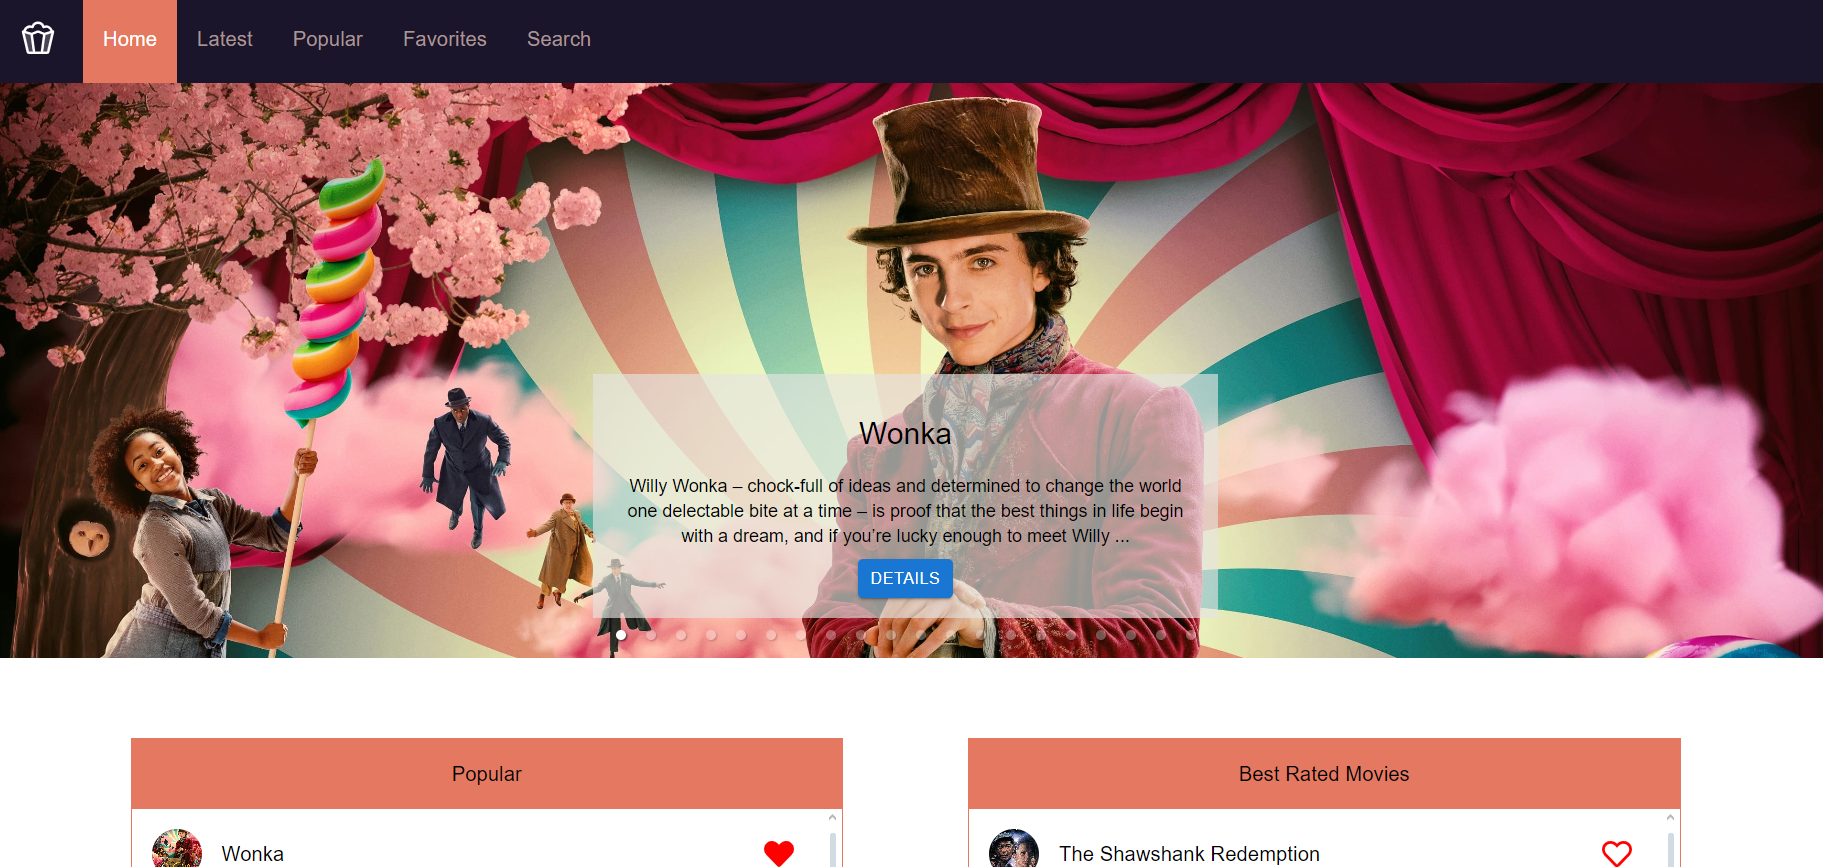 Home Latest Popular Favorites Search
Wonka
Willy Wonka – chock-full of ideas and determined to change the world
one delectable bite at a time – is proof that the best things in life begin
with a dream, and if you’re lucky enough to meet Willy ...
DETAILS
Popular
Wonka
Best Rated Movies
The Shawshank Redemption